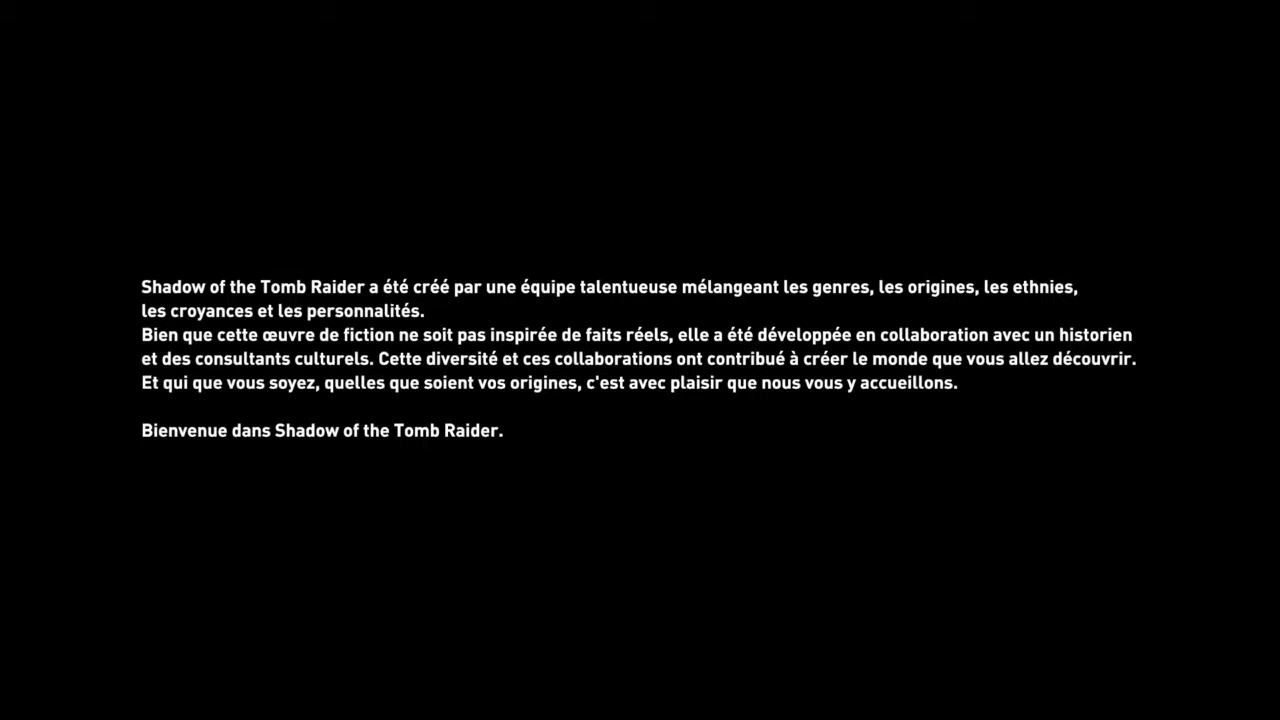 Shadow of the Tomb Raider a été créé par une équipe talentueuse mélangeant les genres, les origines, les ethnies,
les croyances et les personnalités.
Bien que cette œuvre de fiction ne soit pas inspirée de faits réels, elle a été développée en collaboration avec un historien
et des consultants culturels. Cette diversité et ces collaborations ont contribué à créer le monde que vous allez découvrir.
Et qui que vous soyez, quelles que soient vos origines, c'est avec plaisir que nous vous y accueillons.
Bienvenue dans Shadow of the Tomb Raider.